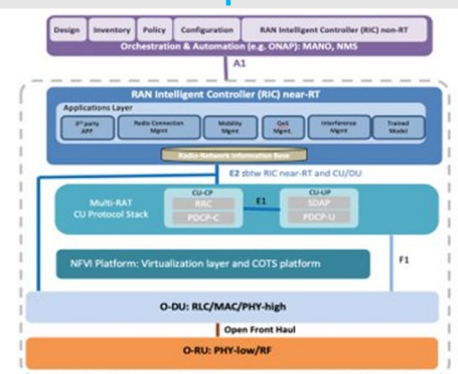 Design Inventory Policy Configuration RAN Intelligent Controller (RIC) non-RT
Orchestration & Automation (e.g. ONAP): MANO, NMS
A1
RAN Intelligent Controller (RIC) near-RT
Applications Layer
3rd party Radio Connection Mobility QoS Interference Trained
APP Mgmt Mgmt Mgmt. Mgmt Model
Radio-Network Information Base
E2 :btw RIC near-RT and CU/DU
CU-CP CU-UP
Multi-RAT RRC E1 SDAP
CU Protocol Stack PDCP-C PDCP-U
NFVI Platform: Virtualization layer and COTS platform
F1
O-DU: RLC/MAC/PHY-high
Open Front Haul
O-RU: PHY-low/RF